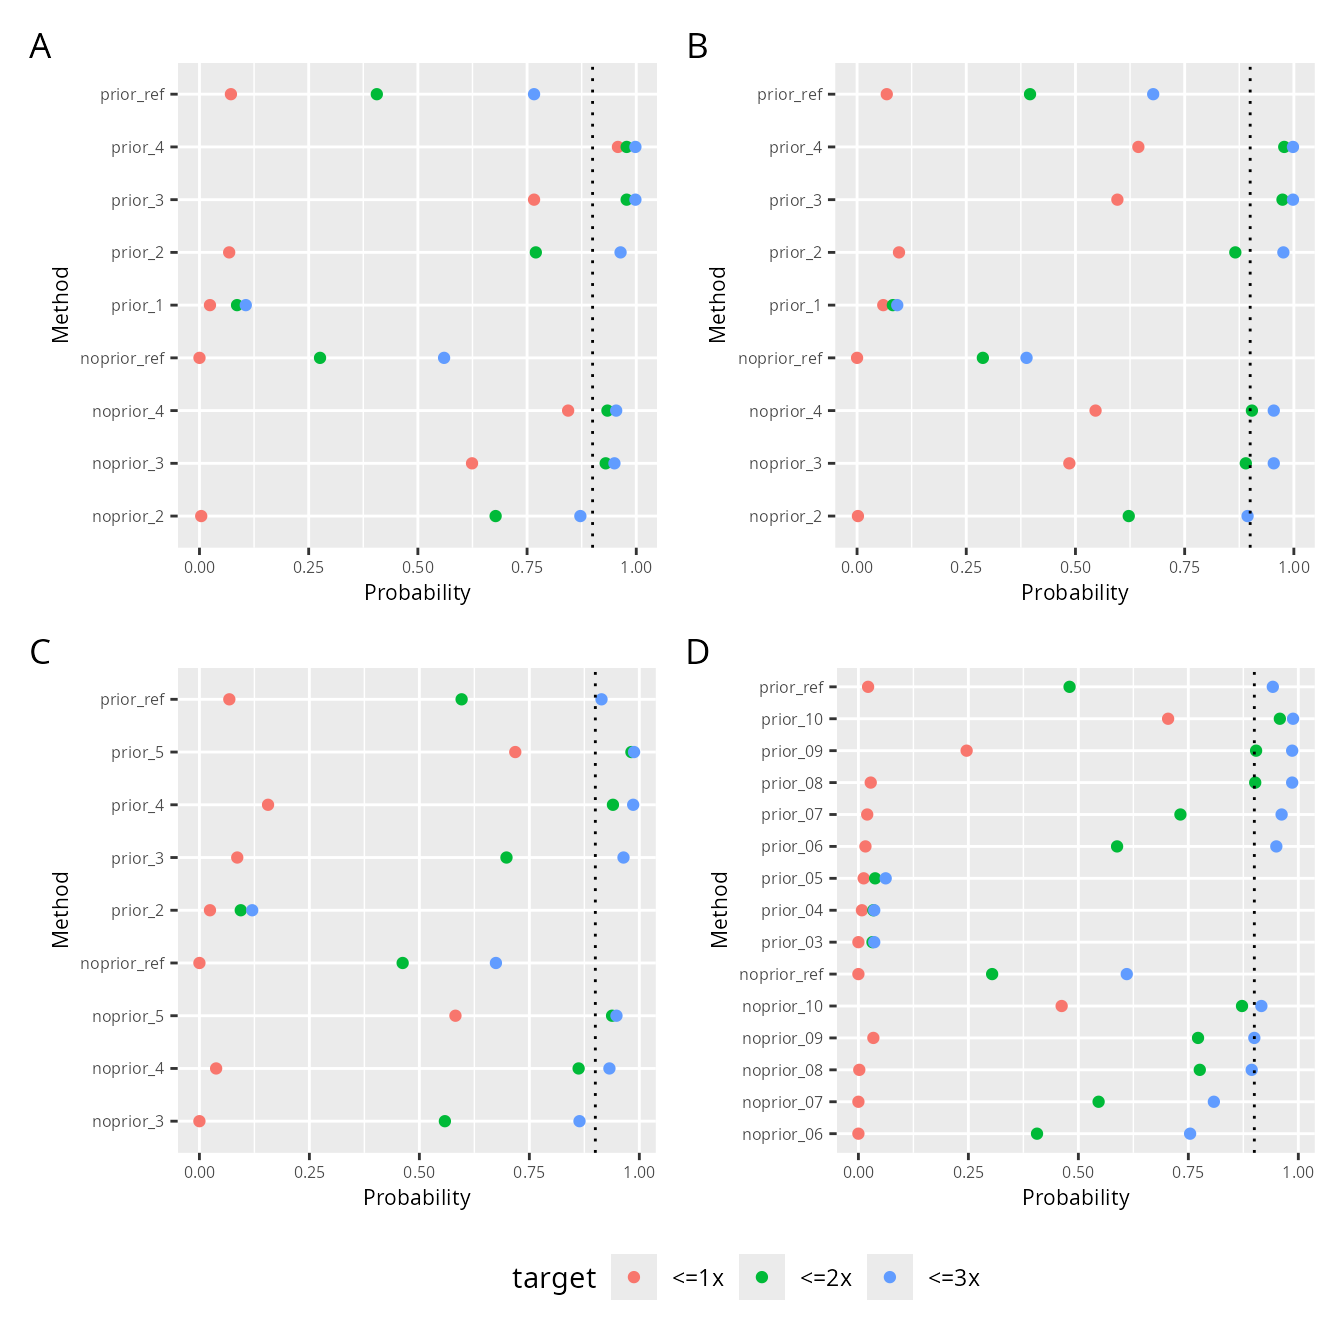 A
Method
prior_ref
prior_4
prior_3
prior_2
prior_1
noprior_ref
noprior_4
noprior_3
noprior_2
0.00 0.25 0.50 0.75 1.00
Probability
B
Method
prior_ref
prior_4
prior_3
prior_2
prior_1
noprior_ref
noprior_4
noprior_3
noprior_2
0.00 0.25 0.50 0.75 1.00
Probability
C
Method
prior_ref
prior_5
prior_4
prior_3
prior_2
noprior_ref
noprior_5
noprior_4
noprior_3
0.00 0.25 0.50 0.75 1.00
Probability
D
Method
prior_ref
prior_10
prior_09
prior_08
prior_07
prior_06
prior_05
prior_04
prior_03
noprior_ref
noprior_10
noprior_09
noprior_08
noprior_07
noprior_06
0.00 0.25 0.50 0.75 1.00
Probability
target <=1x <=2x <=3x